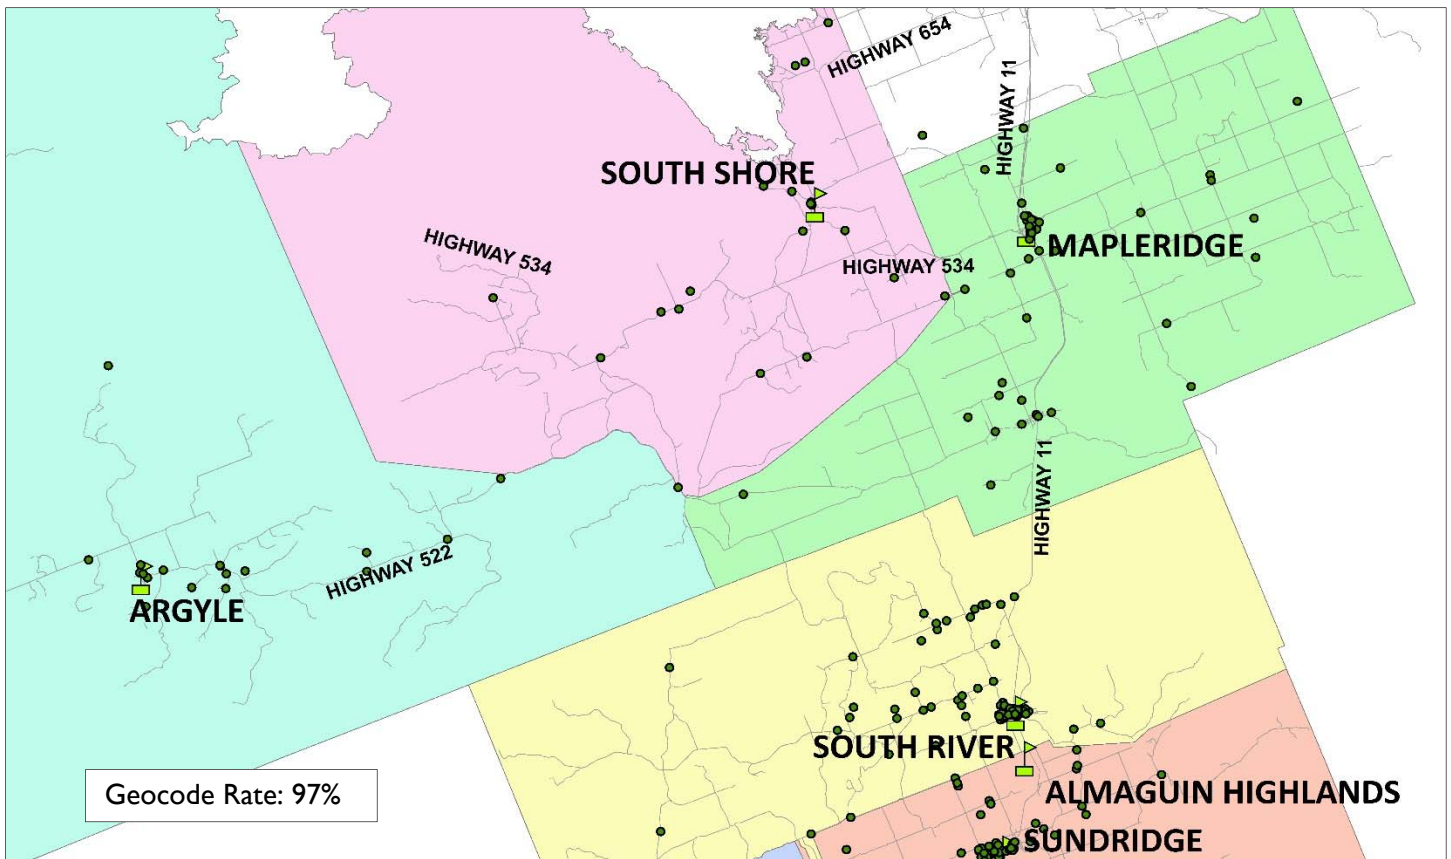 HIGHWAY 654
HIGHWAY 11
SOUTH SHORE
HIGHWAY 534
HIGHWAY 534
MAPLERIDGE
HIGHWAY 11
HIGHWAY 522
ARGYLE
SOUTH RIVER
Geocode Rate: 97%
ALMAGUIN HIGHLANDS
SUNDRIDGE